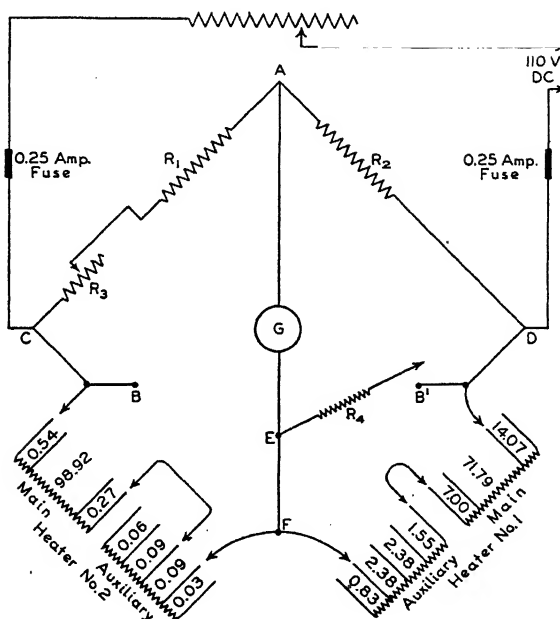 110 V
DC
A
0.25 Amp.
Fuse
R1
R2
0.25 Amp.
Fuse
R3
C
G
D
B
B'
R4
E
0.54
98.92
0.27
Main
Heater No.2
0.06
0.09
0.09
0.03
Auxiliary
F
14.07
71.79
7.00
Main
Heater No.1
1.55
2.38
2.38
0.83
Auxiliary